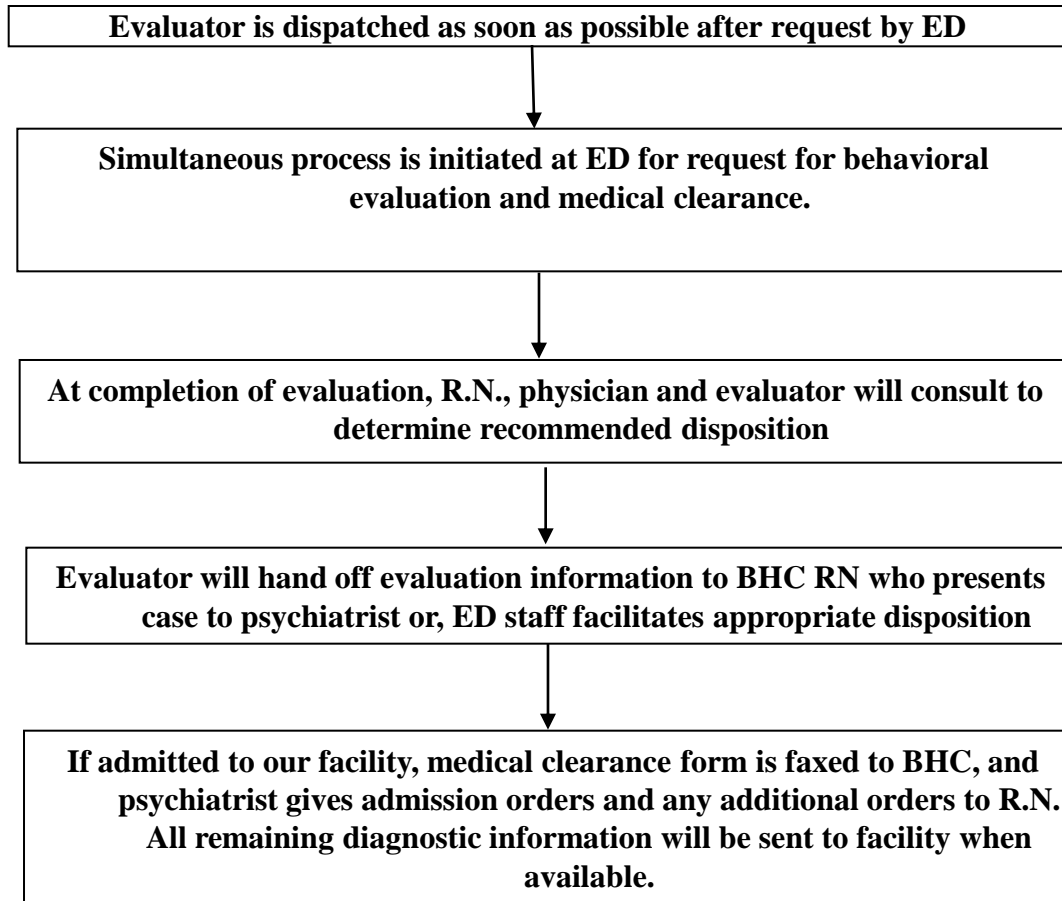 Evaluator is dispatched as soon as possible after request by ED
Simultaneous process is initiated at ED for request for behavioral
evaluation and medical clearance.
At completion of evaluation, R.N., physician and evaluator will consult to
determine recommended disposition
Evaluator will hand off evaluation information to BHC RN who presents
case to psychiatrist or, ED staff facilitates appropriate disposition
If admitted to our facility, medical clearance form is faxed to BHC, and
psychiatrist gives admission orders and any additional orders to R.N.
All remaining diagnostic information will be sent to facility when
available.